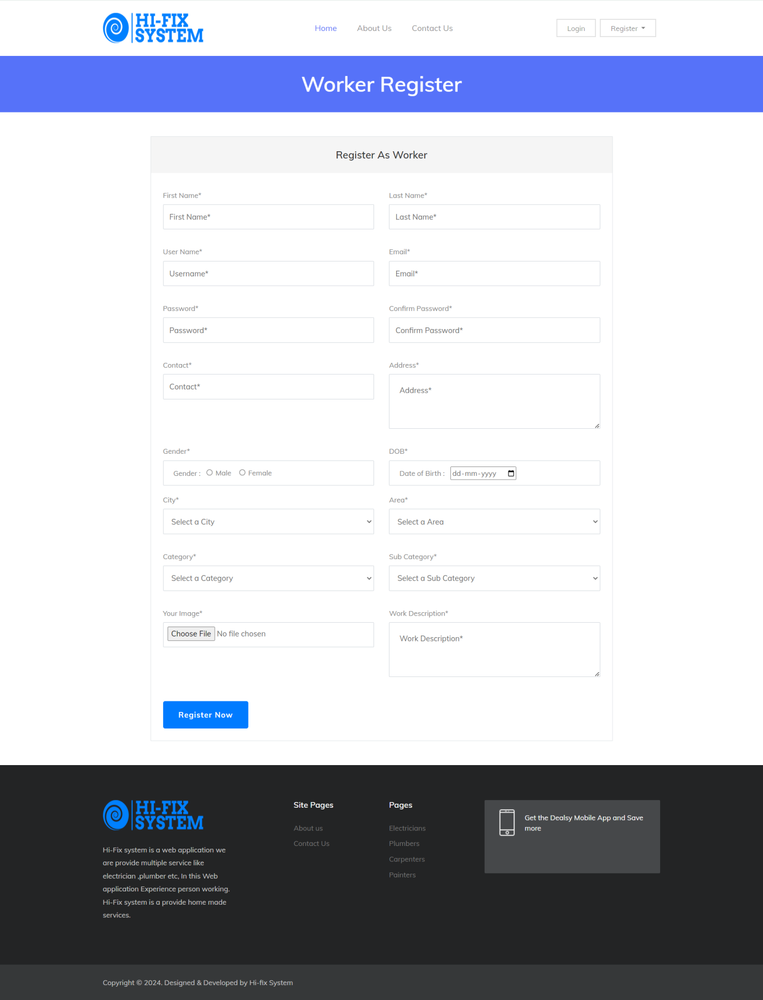 HI-FIX
SYSTEM
Home
About Us
Contact Us
Login
Register
Worker Register
Register As Worker
First Name*
Last Name*
First Name*
Last Name*
User Name*
Email*
Username*
Email*
Password*
Confirm Password*
Password*
Confirm Password*
Contact*
Address*
Contact*
Address*
Gender*
DOB*
Gender :
Male
Female
Date of Birth :
dd-mm-yyyy
City*
Area*
Select a City
Select a Area
Category*
Sub Category*
Select a Category
Select a Sub Category
Your Image*
Work Description*
Choose File No file chosen
Work Description*
Register Now
HI-FIX
SYSTEM
Hi-Fix system is a web application we
are provide multiple service like
electrician ,plumber etc, In this Web
application Experience person working.
Hi-Fix system is a provide home made
services.
Site Pages
About us
Contact Us
Pages
Electricians
Plumbers
Carpenters
Painters
Get the Dealsy Mobile App and Save
more
Copyright © 2024. Designed & Developed by Hi-fix System